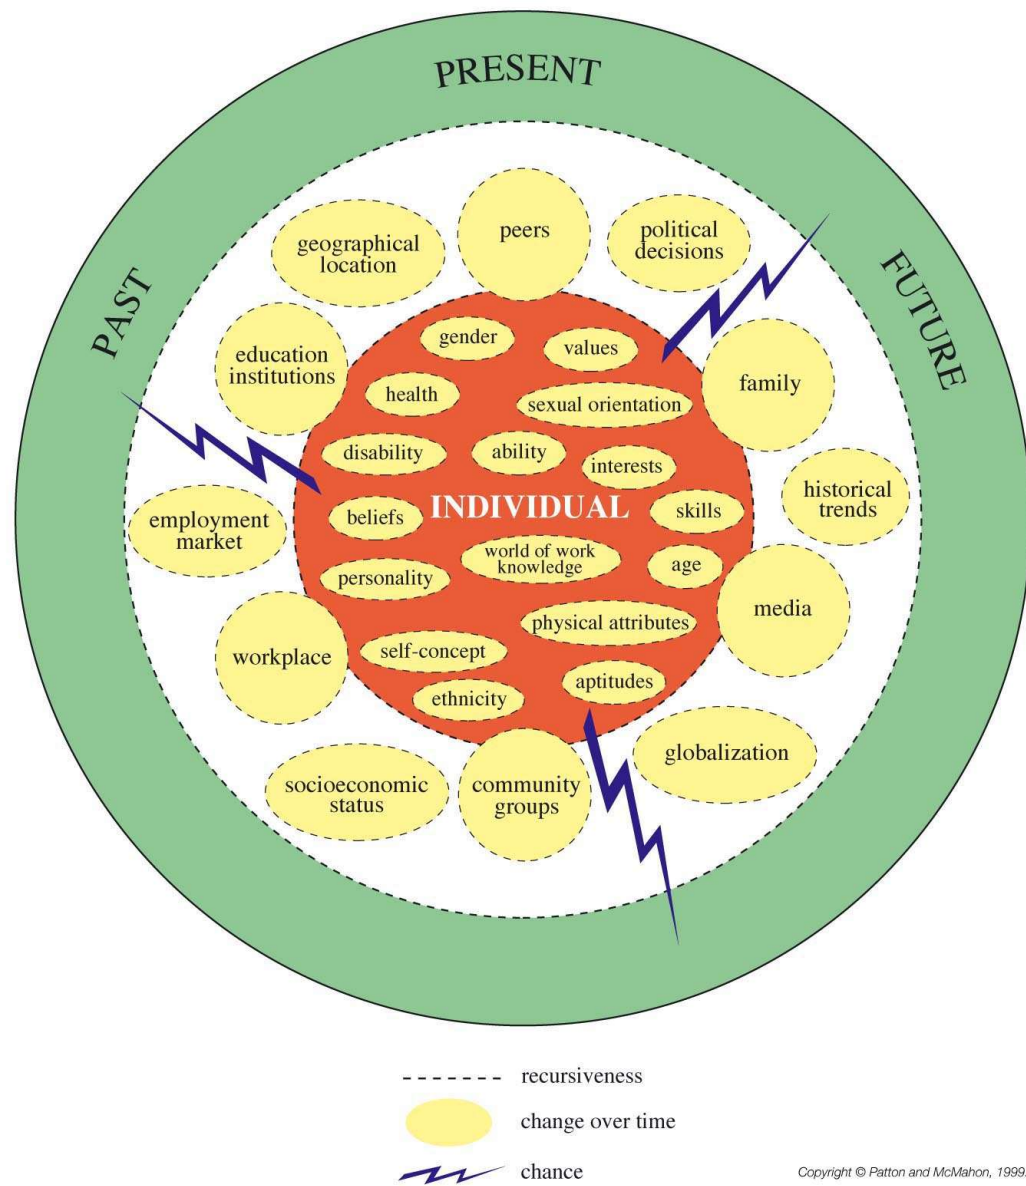 PRESENT
PAST
FUTURE
peers
political
decisions
geographical
location
education
institutions
family
gender
values
health
sexual orientation
disability
ability
interests
historical
trends
employment
market
beliefs
INDIVIDUAL
skills
world of work
knowledge
age
personality
media
physical attributes
workplace
self-concept
aptitudes
ethnicity
globalization
socioeconomic
status
community
groups
recursiveness
change over time
chance
Copyright © Patton and McMahon, 1999.